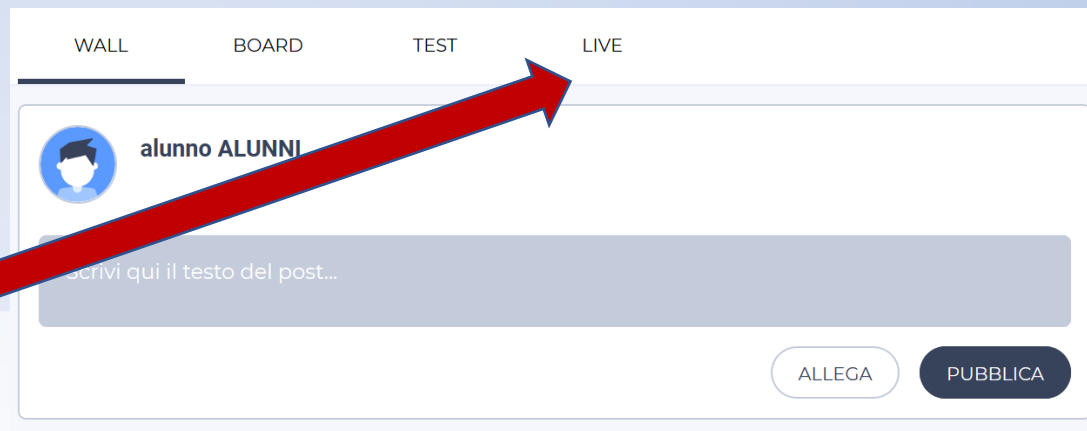 WALL BOARD TEST LIVE
alunno ALUNNI
Scrivi qui il testo del post...
ALLEGA PUBBLICA